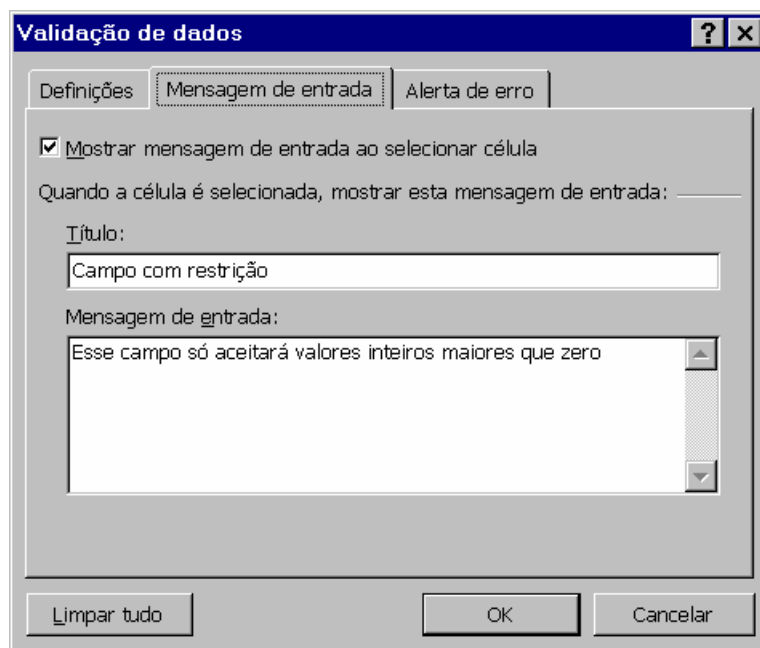 Validação de dados
Definições Mensagem de entrada Alerta de erro
Mostrar mensagem de entrada ao selecionar célula
Quando a célula é selecionada, mostrar esta mensagem de entrada:
Título:
Campo com restrição
Mensagem de entrada:
Esse campo só aceitará valores inteiros maiores que zero
Limpar tudo OK Cancelar